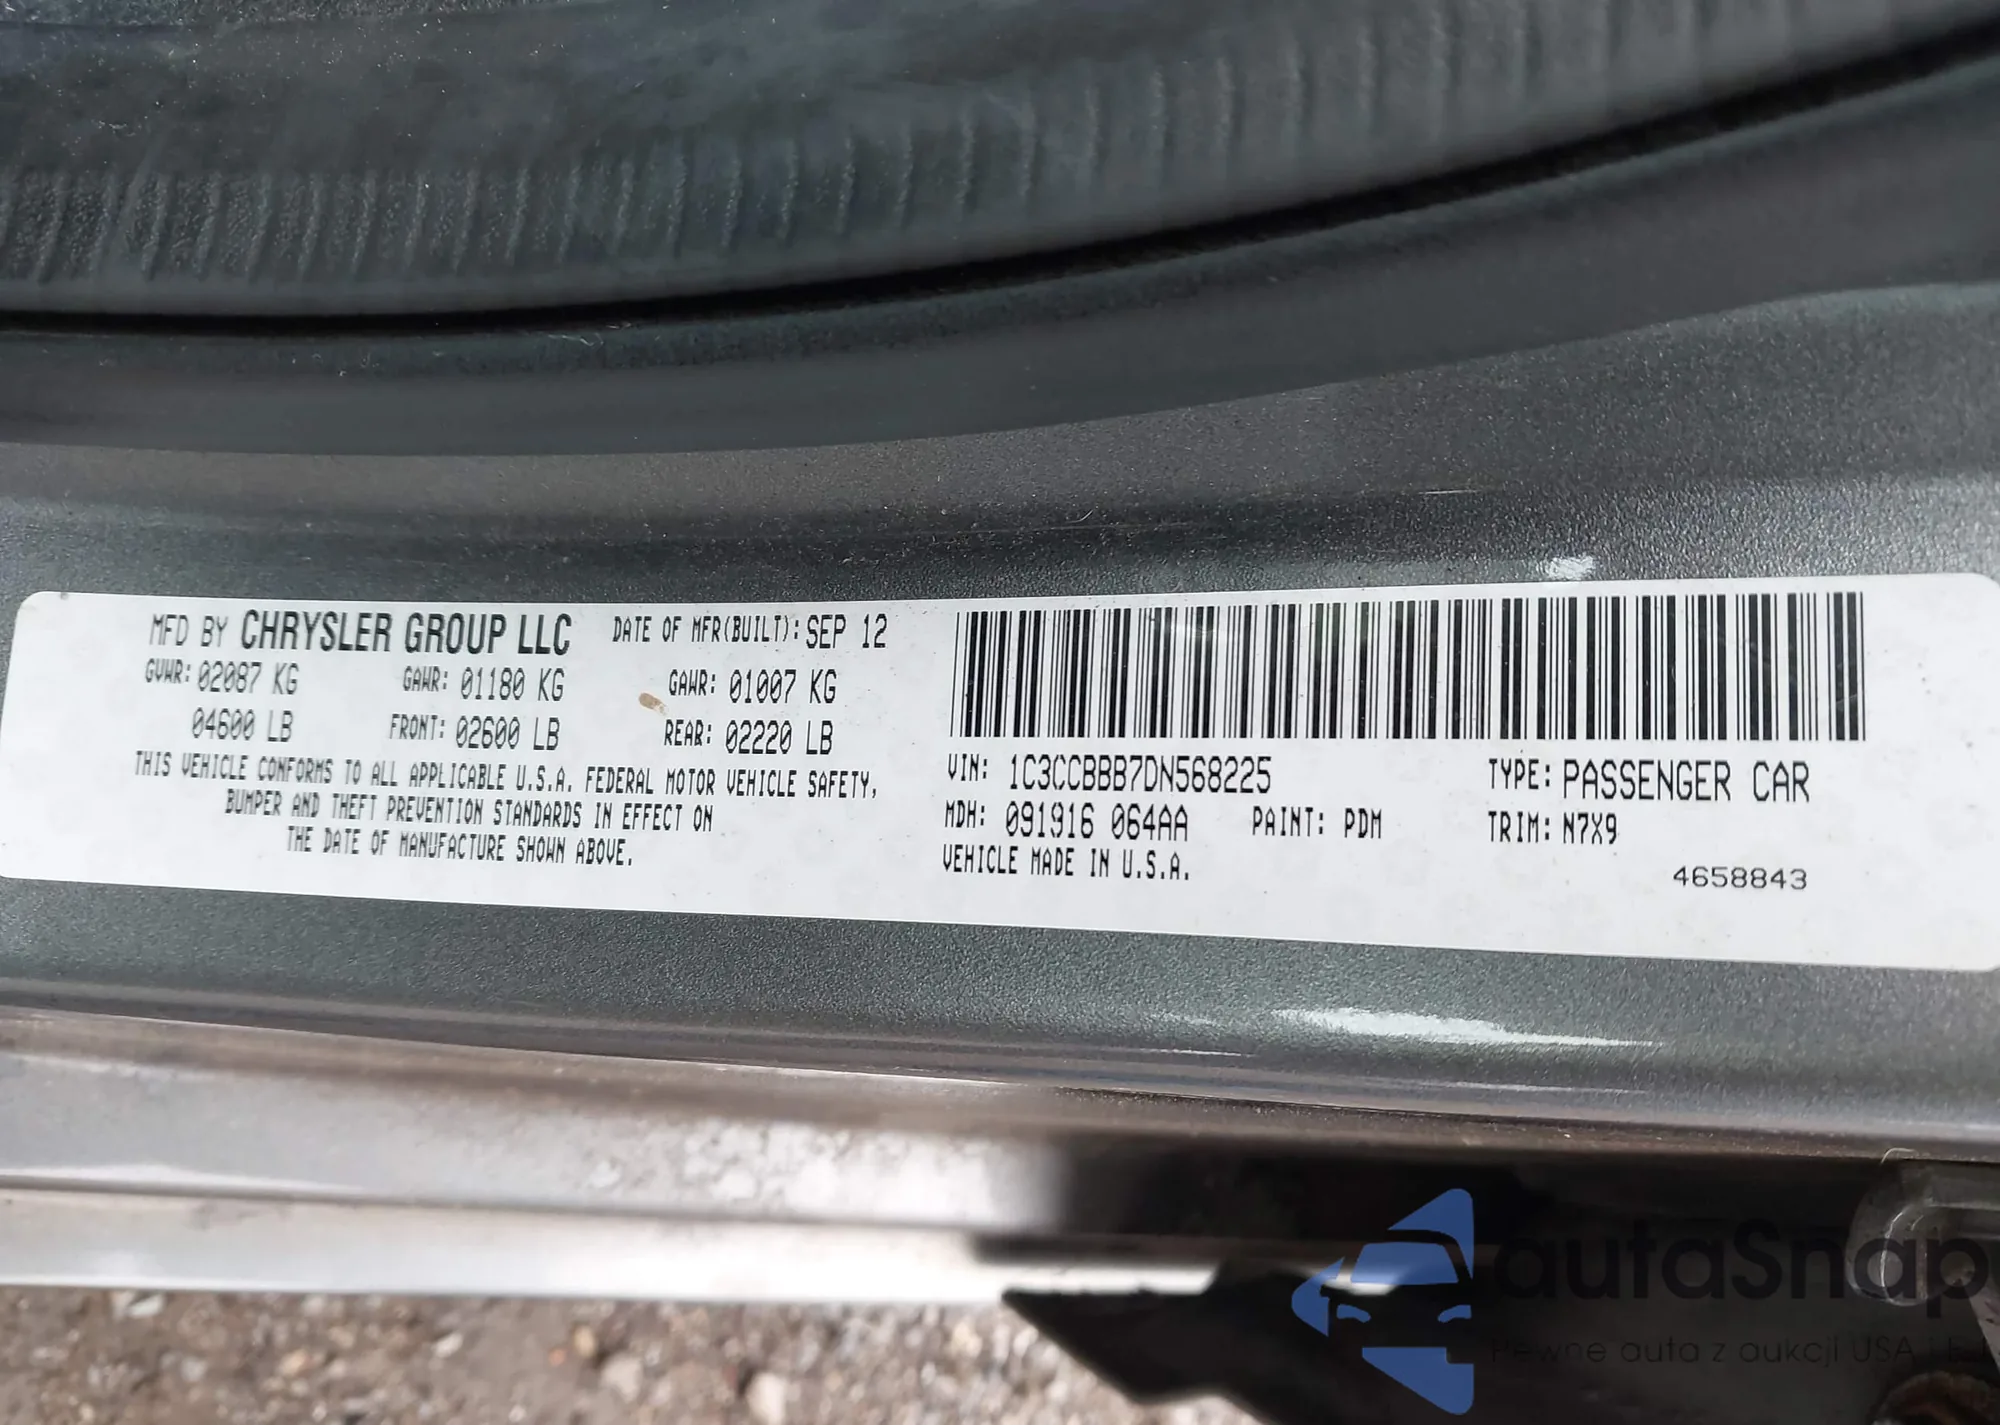 MFD BY CHRYSLER GROUP LLC DATE OF MFR(BUILT): SEP 12
GVWR: 02087 KG GAWR: 01180 KG GAWR: 01007 KG
04600 LB FRONT: 02600 LB REAR: 02220 LB
THIS VEHICLE CONFORMS TO ALL APPLICABLE U.S.A. FEDERAL MOTOR VEHICLE SAFETY,
BUMPER AND THEFT PREVENTION STANDARDS IN EFFECT ON
THE DATE OF MANUFACTURE SHOWN ABOVE.
VIN: 1C3CCBBB7DN568225 TYPE: PASSENGER CAR
MDH: 091916 064AA PAINT: PDM TRIM: N7X9
VEHICLE MADE IN U.S.A.
4658843
autaSnap
Pewne auta z aukcji USA i